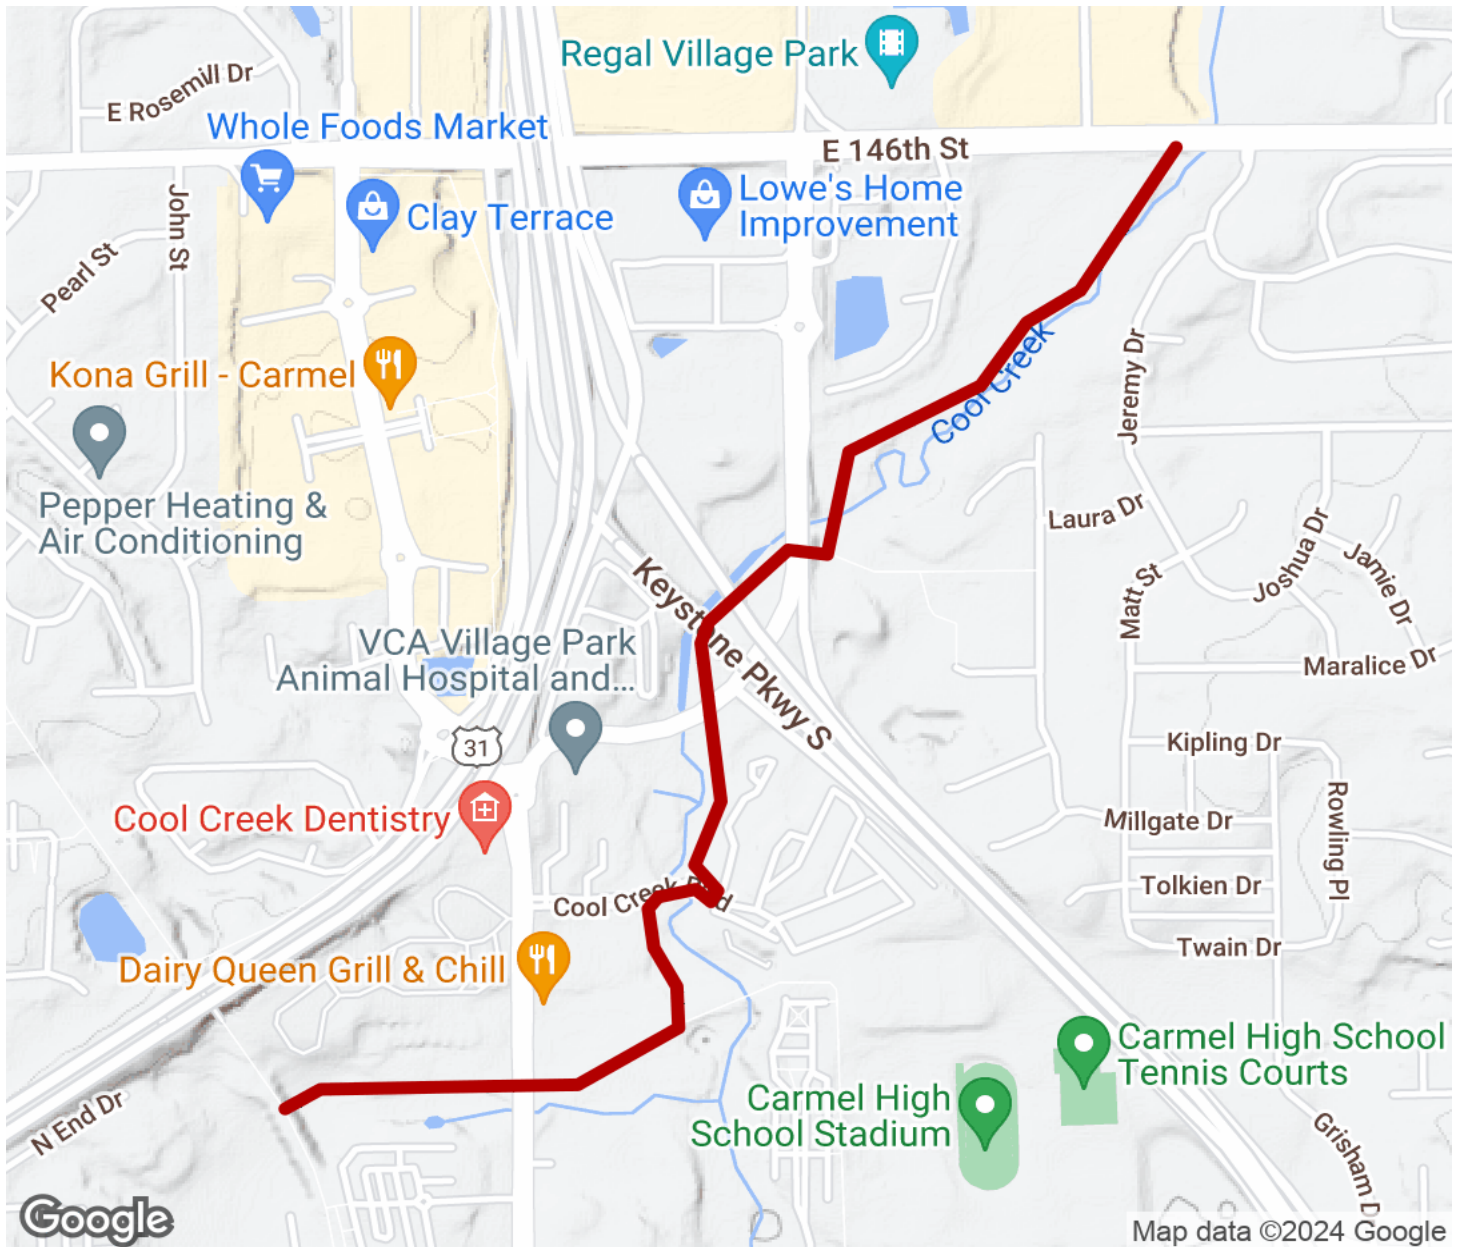 Regal Village Park
E Rosemill Dr
Whole Foods Market
E 146th St
John St
Clay Terrace
Lowe's Home
Improvement
Pearl St
Kona Grill - Carmel
Cool Creek
Jeremy Dr
Pepper Heating &
Air Conditioning
Laura Dr
Joshua Dr
Jamie Dr
Matt St
Keystone Pkwy S
VCA Village Park
Animal Hospital and...
Maralice Dr
31
Kipling Dr
Cool Creek Dentistry
Millgate Dr
Rowling Pl
Tolkien Dr
Cool Creek Blvd
Twain Dr
Dairy Queen Grill & Chill
Carmel High School
Tennis Courts
Carmel High
School Stadium
N End Dr
Grisham D
Google
Map data ©2024 Google